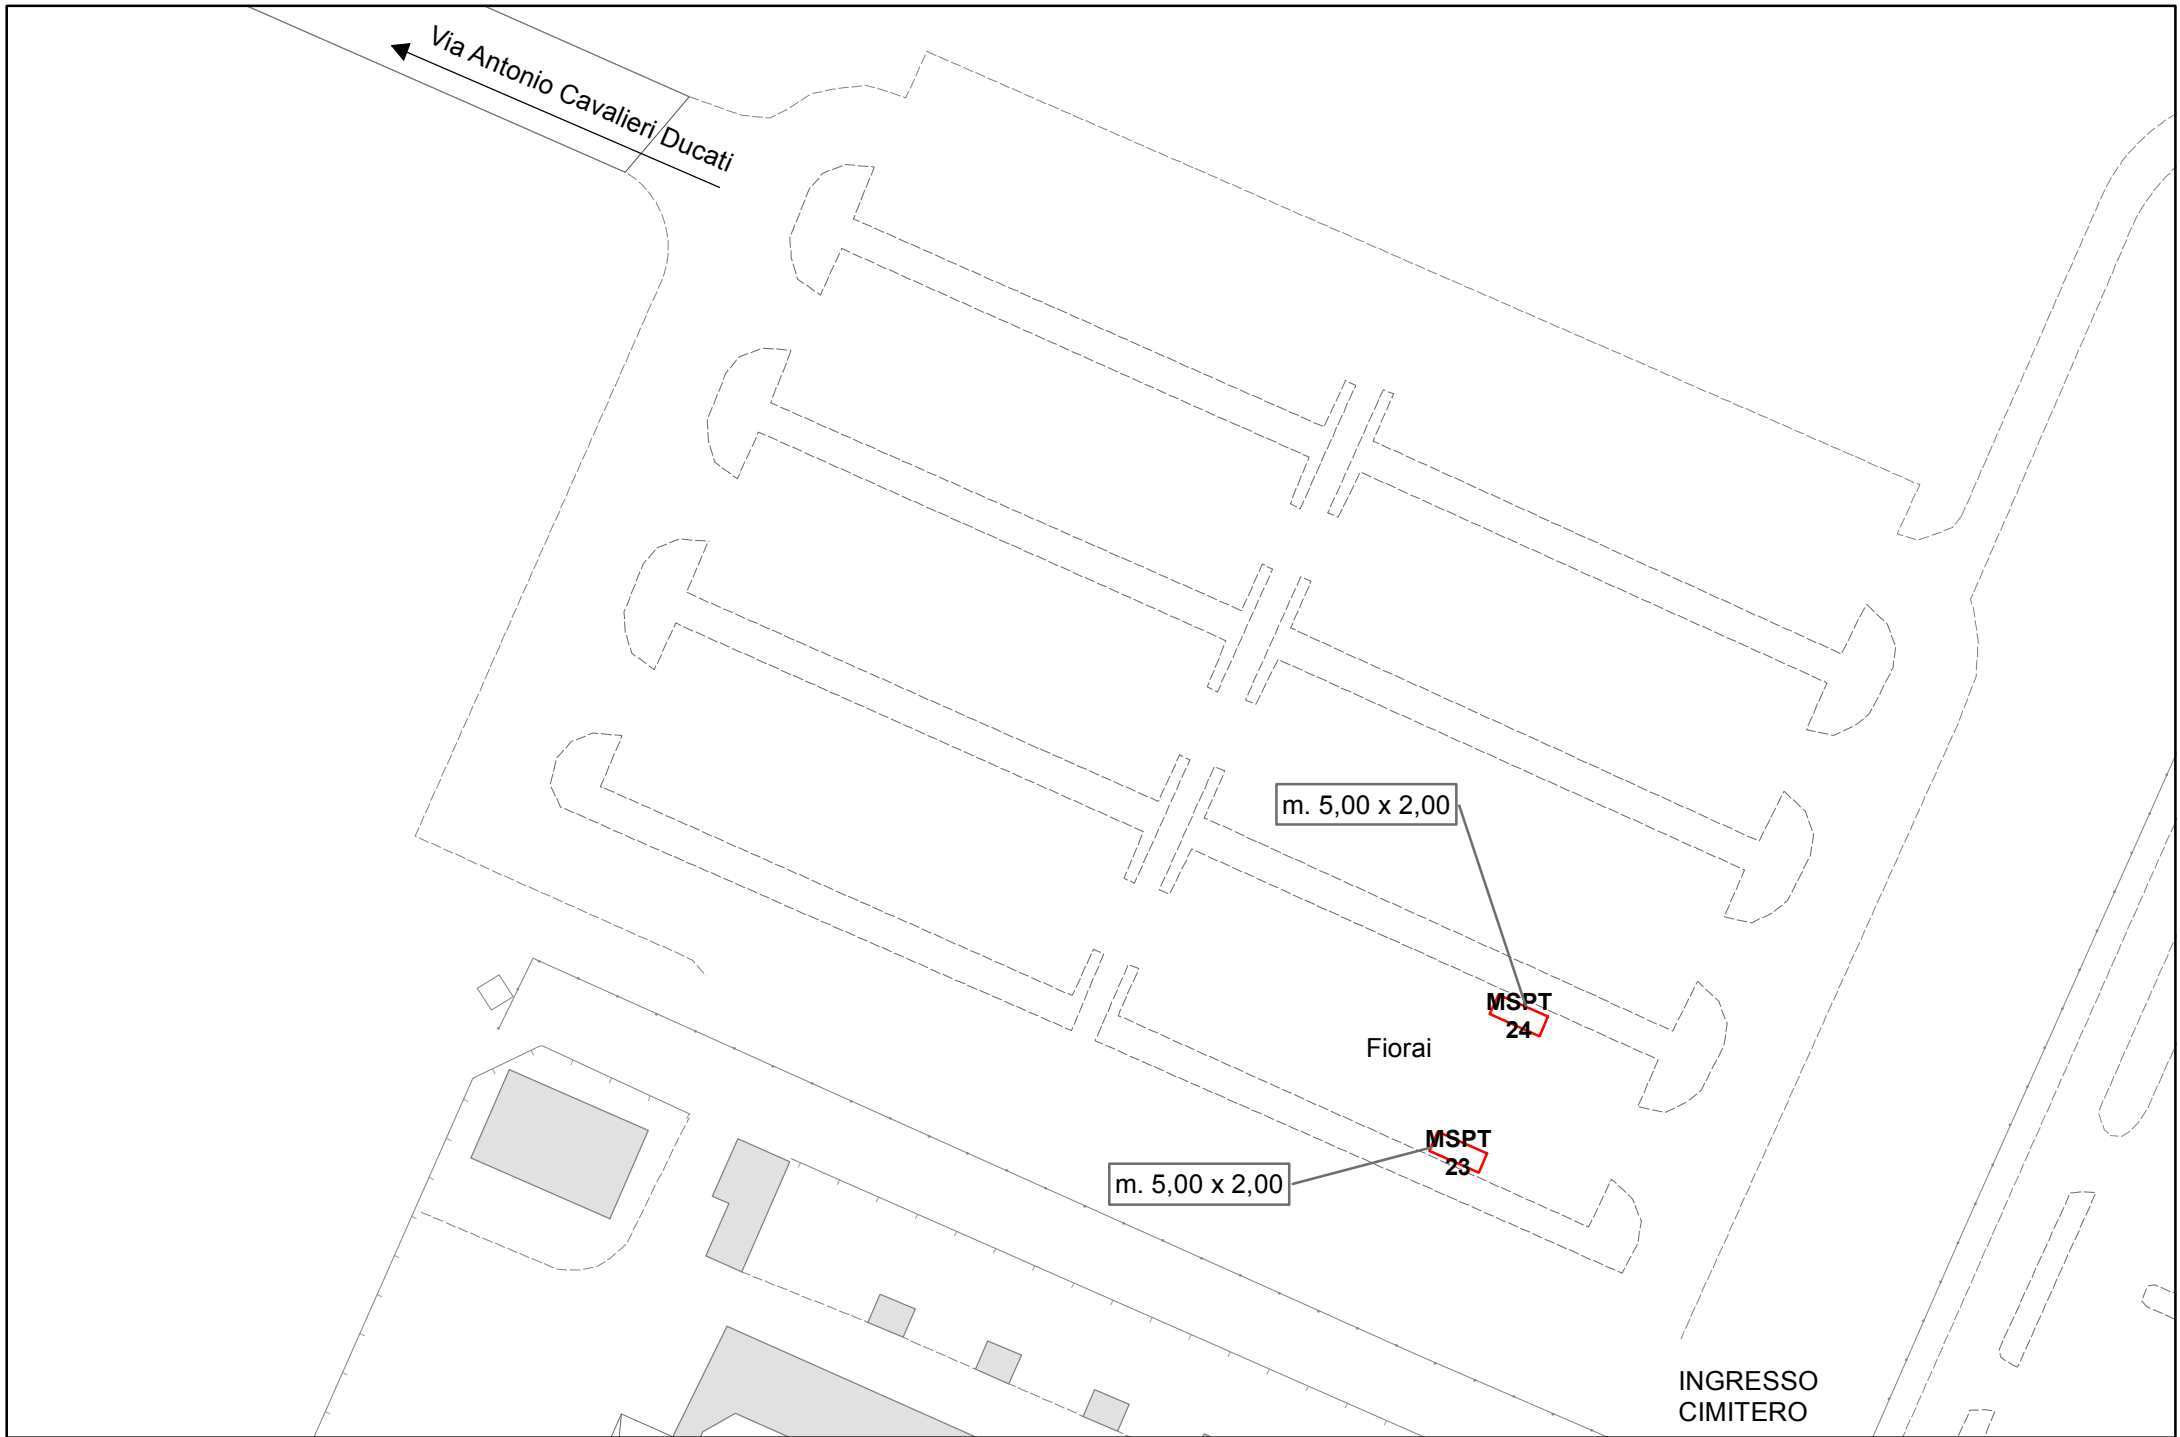 Via Antonio Cavalieri Ducati
m. 5,00 x 2,00
MSPT
24
Fiorai
MSPT
23
m. 5,00 x 2,00
INGRESSO
CIMITERO